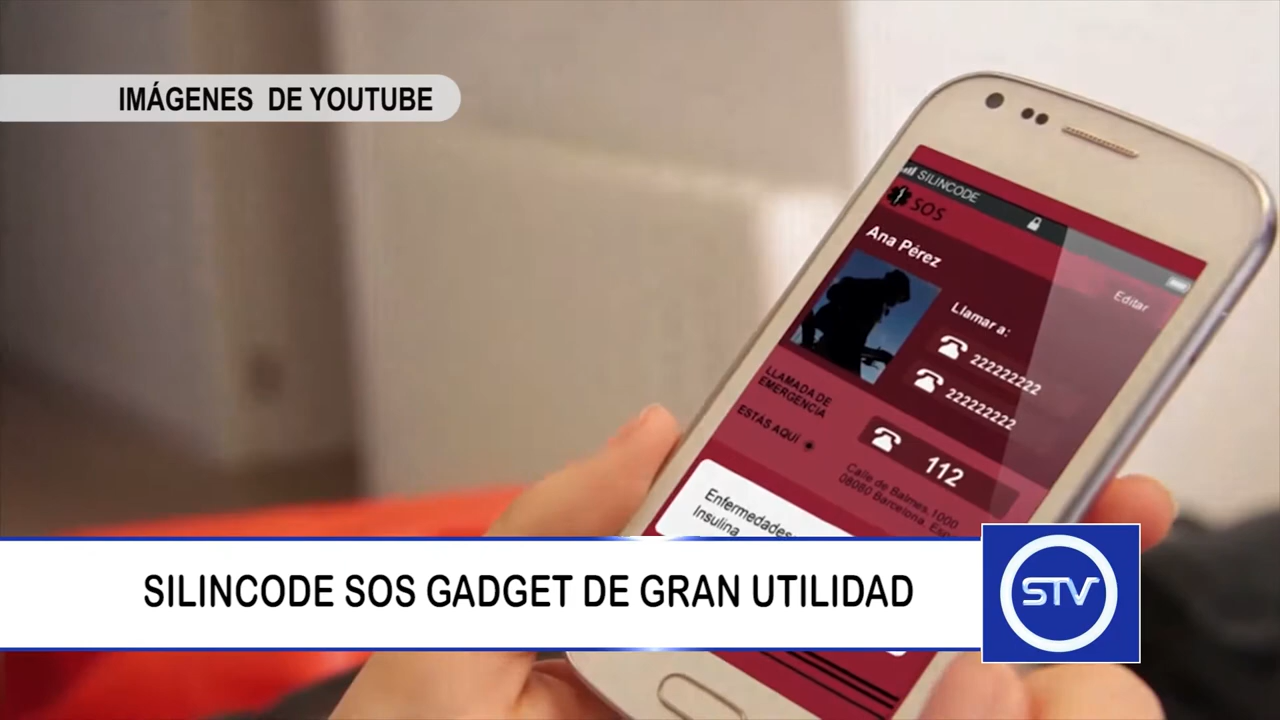 IMÁGENES DE YOUTUBE
SILINCODE
SOS
Ana Pérez
Editar
Llamar a:
222222222
222222222
LLAMADA DE
EMERGENCIA
112
ESTÁS AQUÍ
Calle de Balmes,1000
08080 Barcelona,
Enfermedades
Insulina
SILINCODE SOS GADGET DE GRAN UTILIDAD
STV